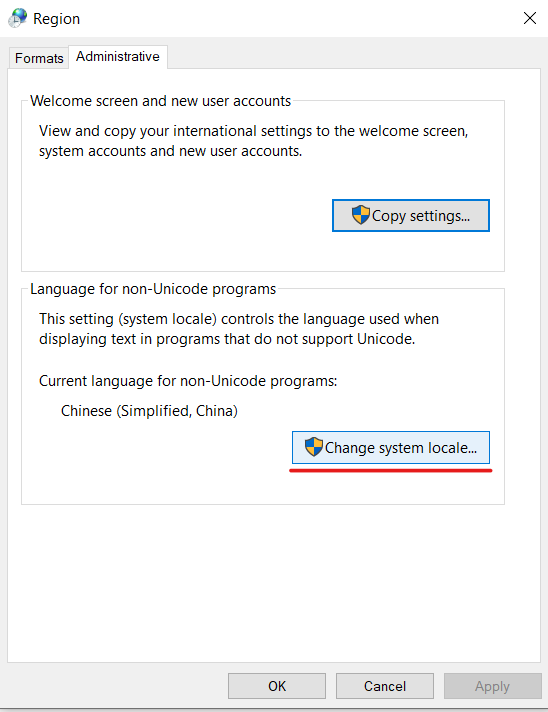 Region
Formats
Administrative
Welcome screen and new user accounts
View and copy your international settings to the welcome screen,
system accounts and new user accounts.
Copy settings...
Language for non-Unicode programs
This setting (system locale) controls the language used when
displaying text in programs that do not support Unicode.
Current language for non-Unicode programs:
Chinese (Simplified, China)
Change system locale...
OK
Cancel
Apply